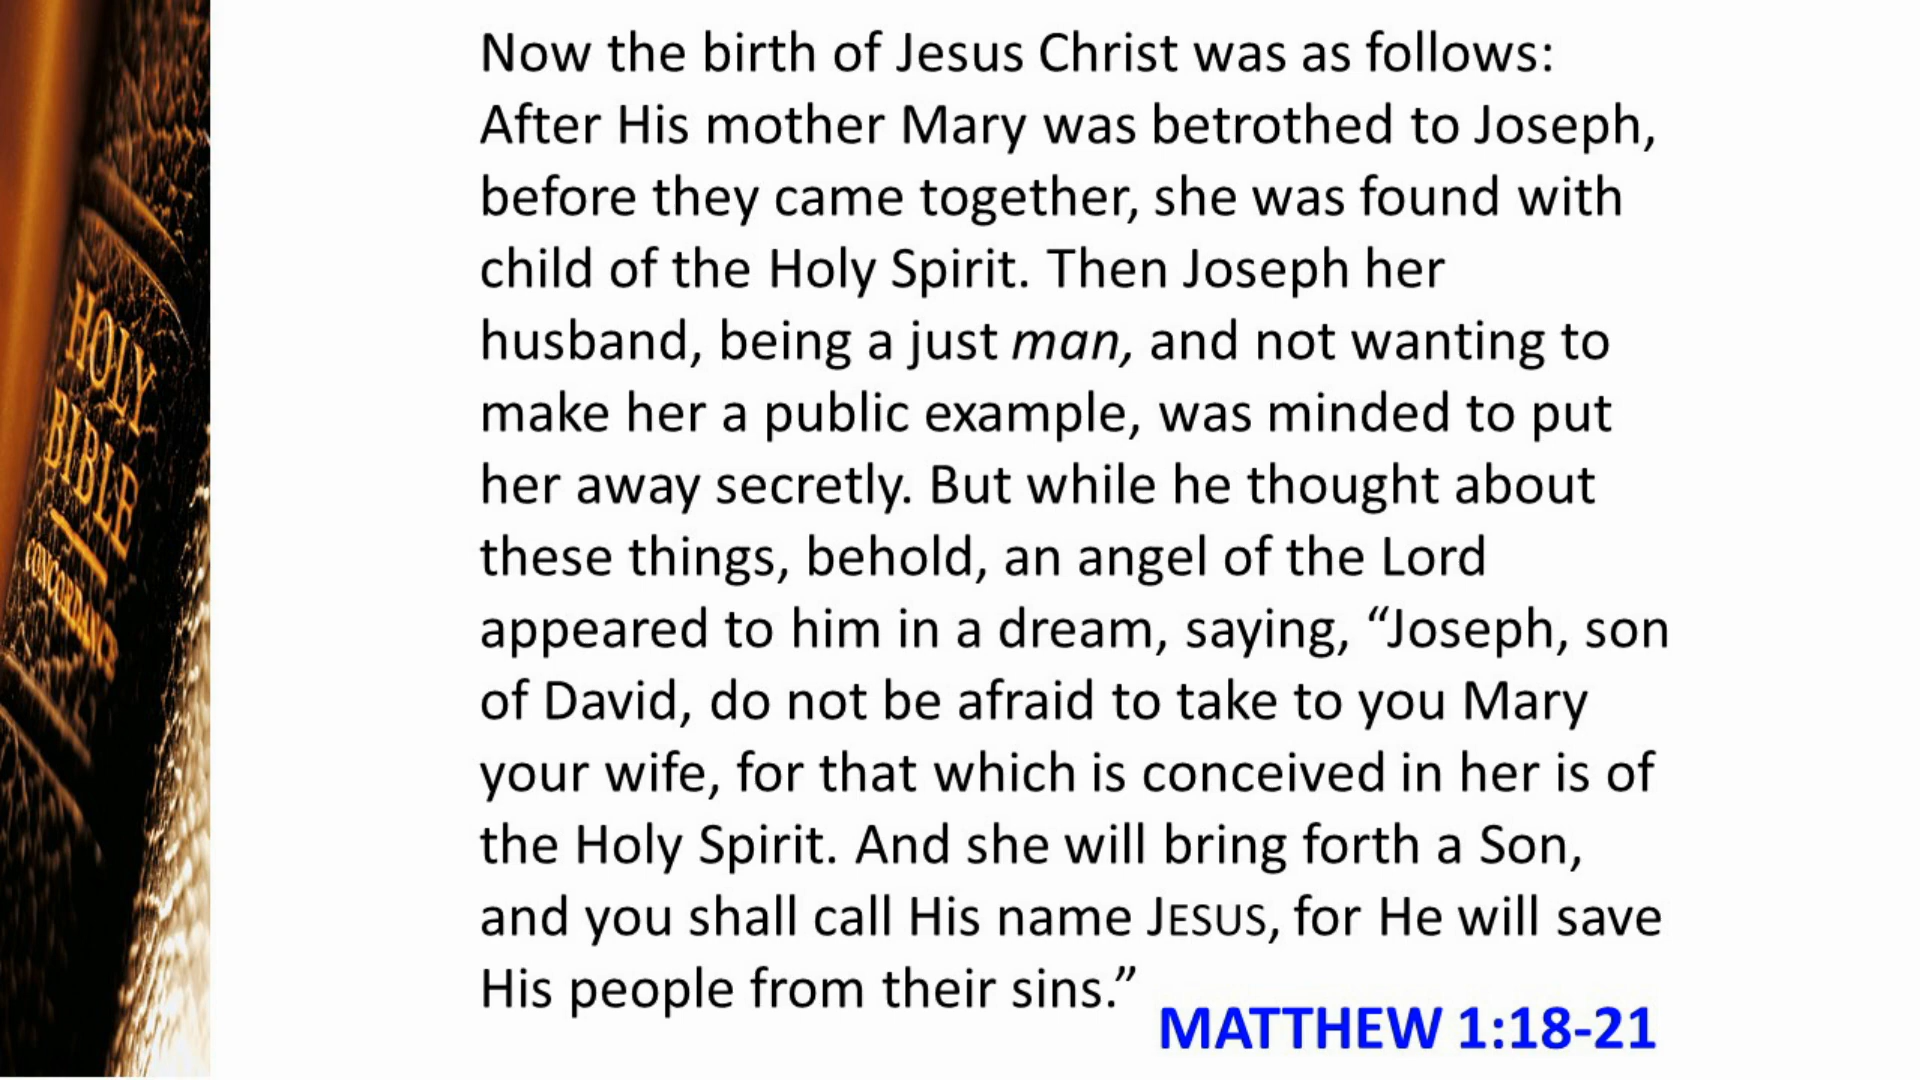 HOLY
BIBLE
CONCORDANCE
Now the birth of Jesus Christ was as follows:
After His mother Mary was betrothed to Joseph,
before they came together, she was found with
child of the Holy Spirit. Then Joseph her
husband, being a just man, and not wanting to
make her a public example, was minded to put
her away secretly. But while he thought about
these things, behold, an angel of the Lord
appeared to him in a dream, saying, “Joseph, son
of David, do not be afraid to take to you Mary
your wife, for that which is conceived in her is of
the Holy Spirit. And she will bring forth a Son,
and you shall call His name JESUS, for He will save
His people from their sins.”
MATTHEW 1:18-21